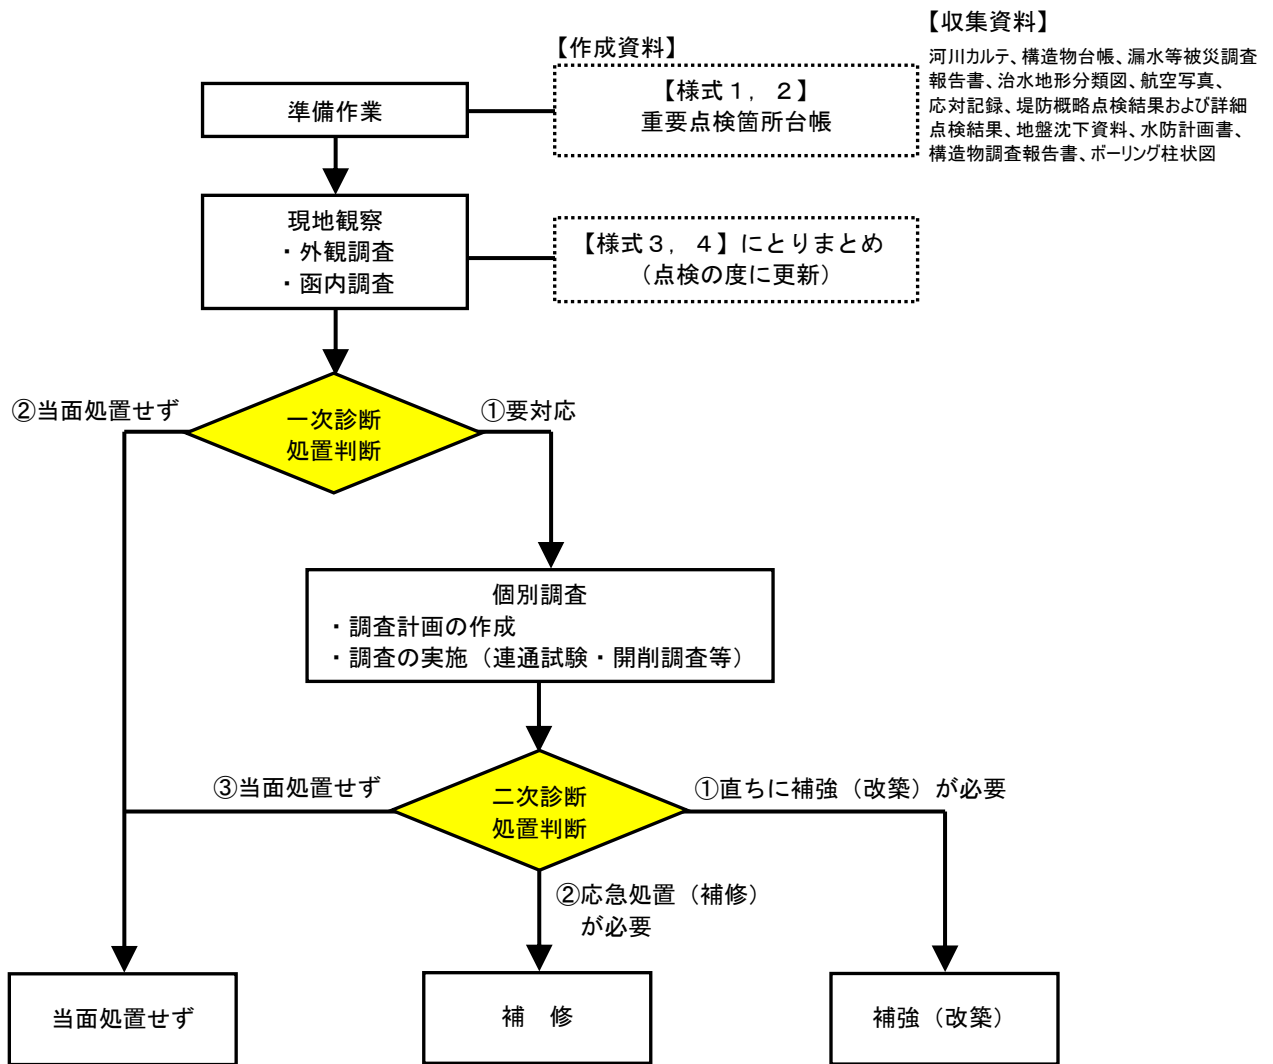 【収集資料】
河川カルテ、構造物台帳、漏水等被災調査
報告書、治水地形分類図、航空写真、
応対記録、堤防概略点検結果および詳細
点検結果、地盤沈下資料、水防計画書、
構造物調査報告書、ボーリング柱状図
【作成資料】
準備作業
【様式１，２】
重要点検箇所台帳
現地観察
・外観調査
・函内調査
【様式３，４】にとりまとめ
（点検の度に更新）
②当面処置せず
一次診断
処置判断
①要対応
個別調査
・調査計画の作成
・調査の実施（連通試験・開削調査等）
③当面処置せず
二次診断
処置判断
①直ちに補強（改築）が必要
②応急処置（補修）
が必要
当面処置せず
補　修
補強（改築）